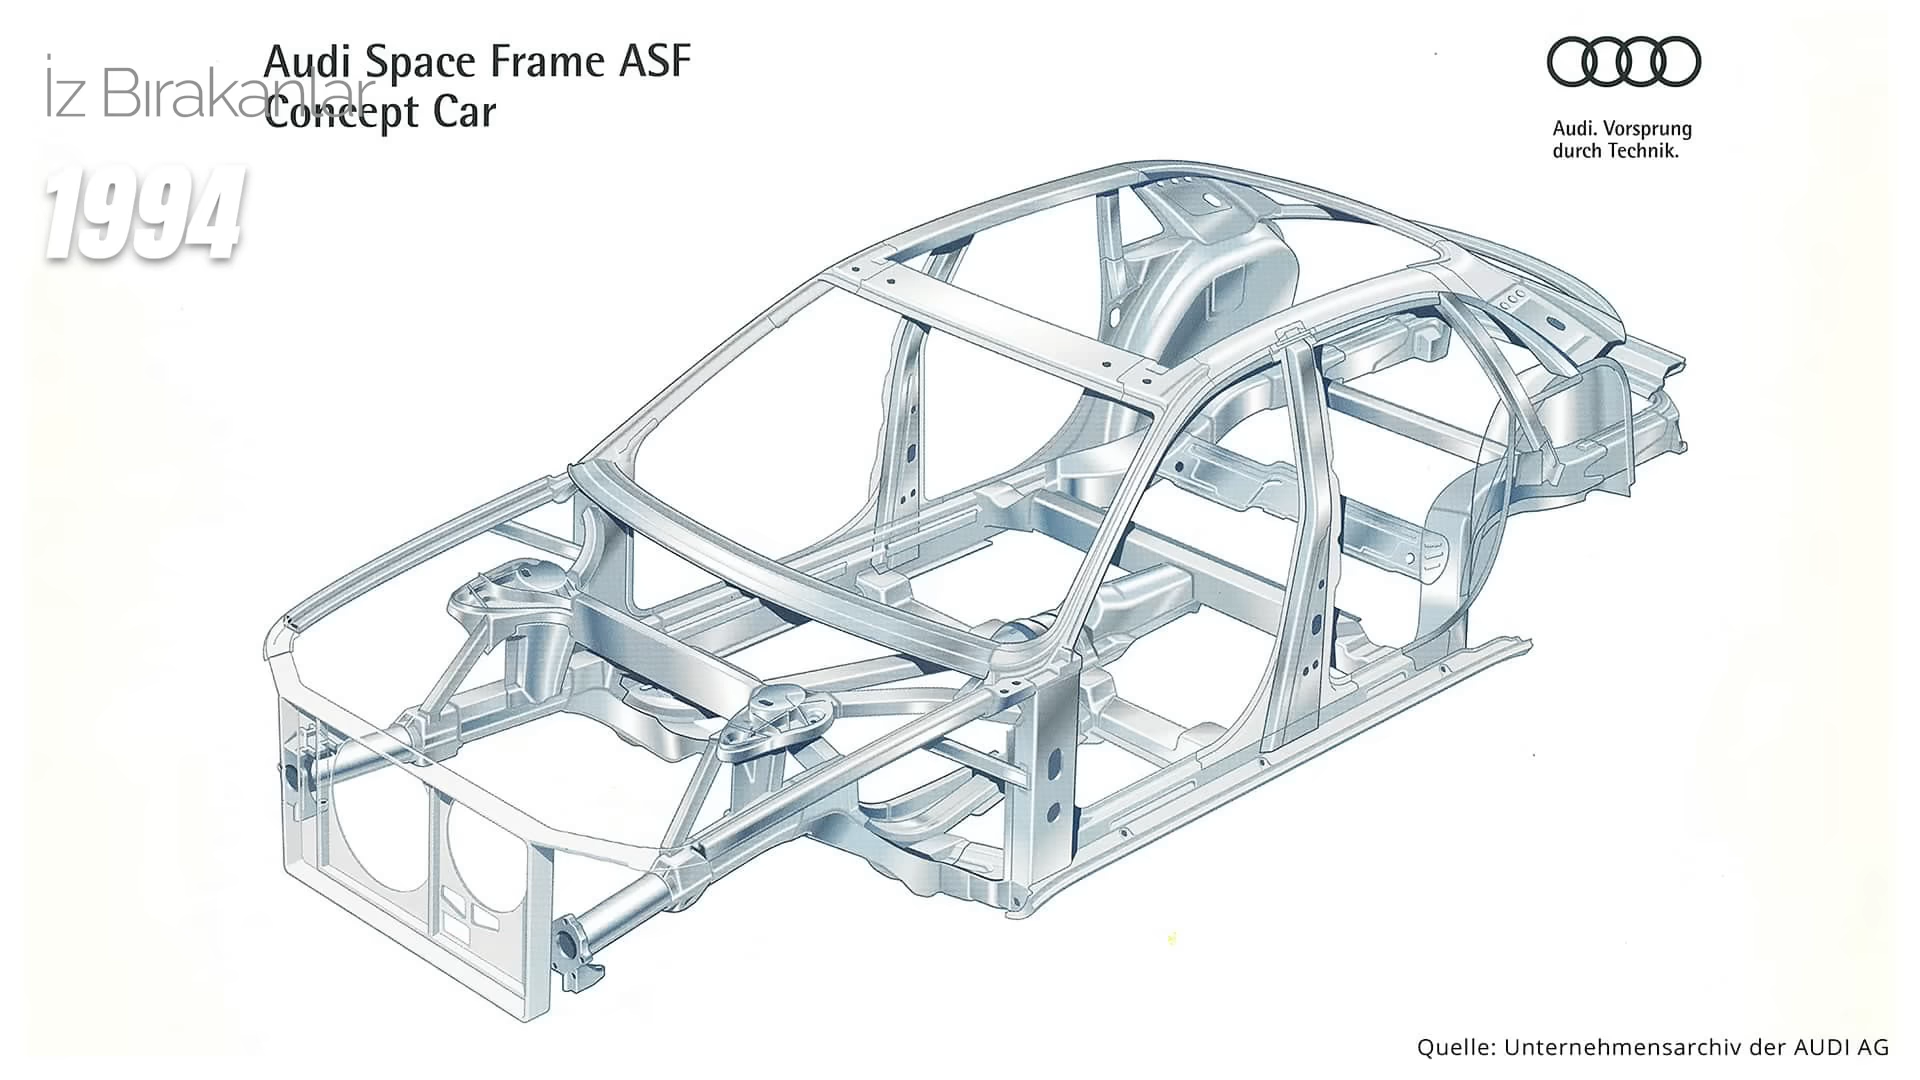 Audi Space Frame ASF
Concept Car
İz Bırakanlar
1994
Audi. Vorsprung
durch Technik.
Quelle: Unternehmensarchiv der AUDI AG